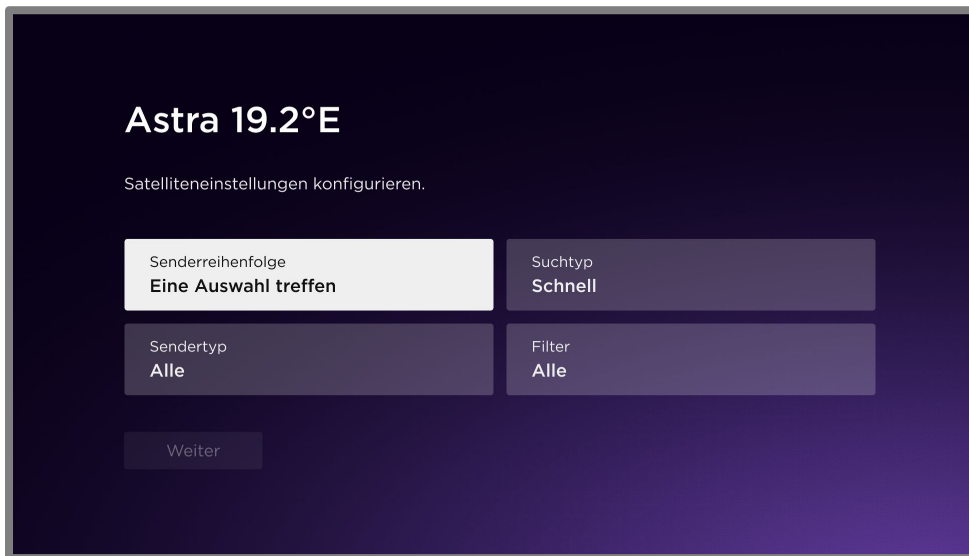 Astra 19.2°E
Satelliteneinstellungen konfigurieren.
Senderreihenfolge
Eine Auswahl treffen
Suchtyp
Schnell
Sendertyp
Alle
Filter
Alle
Weiter